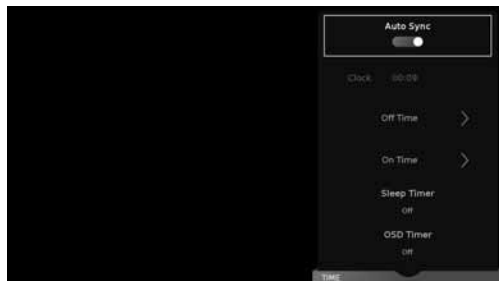 Auto Sync
Clock 00:09
Off Time
On Time
Sleep Timer
Off
OSD Timer
Off
TIME